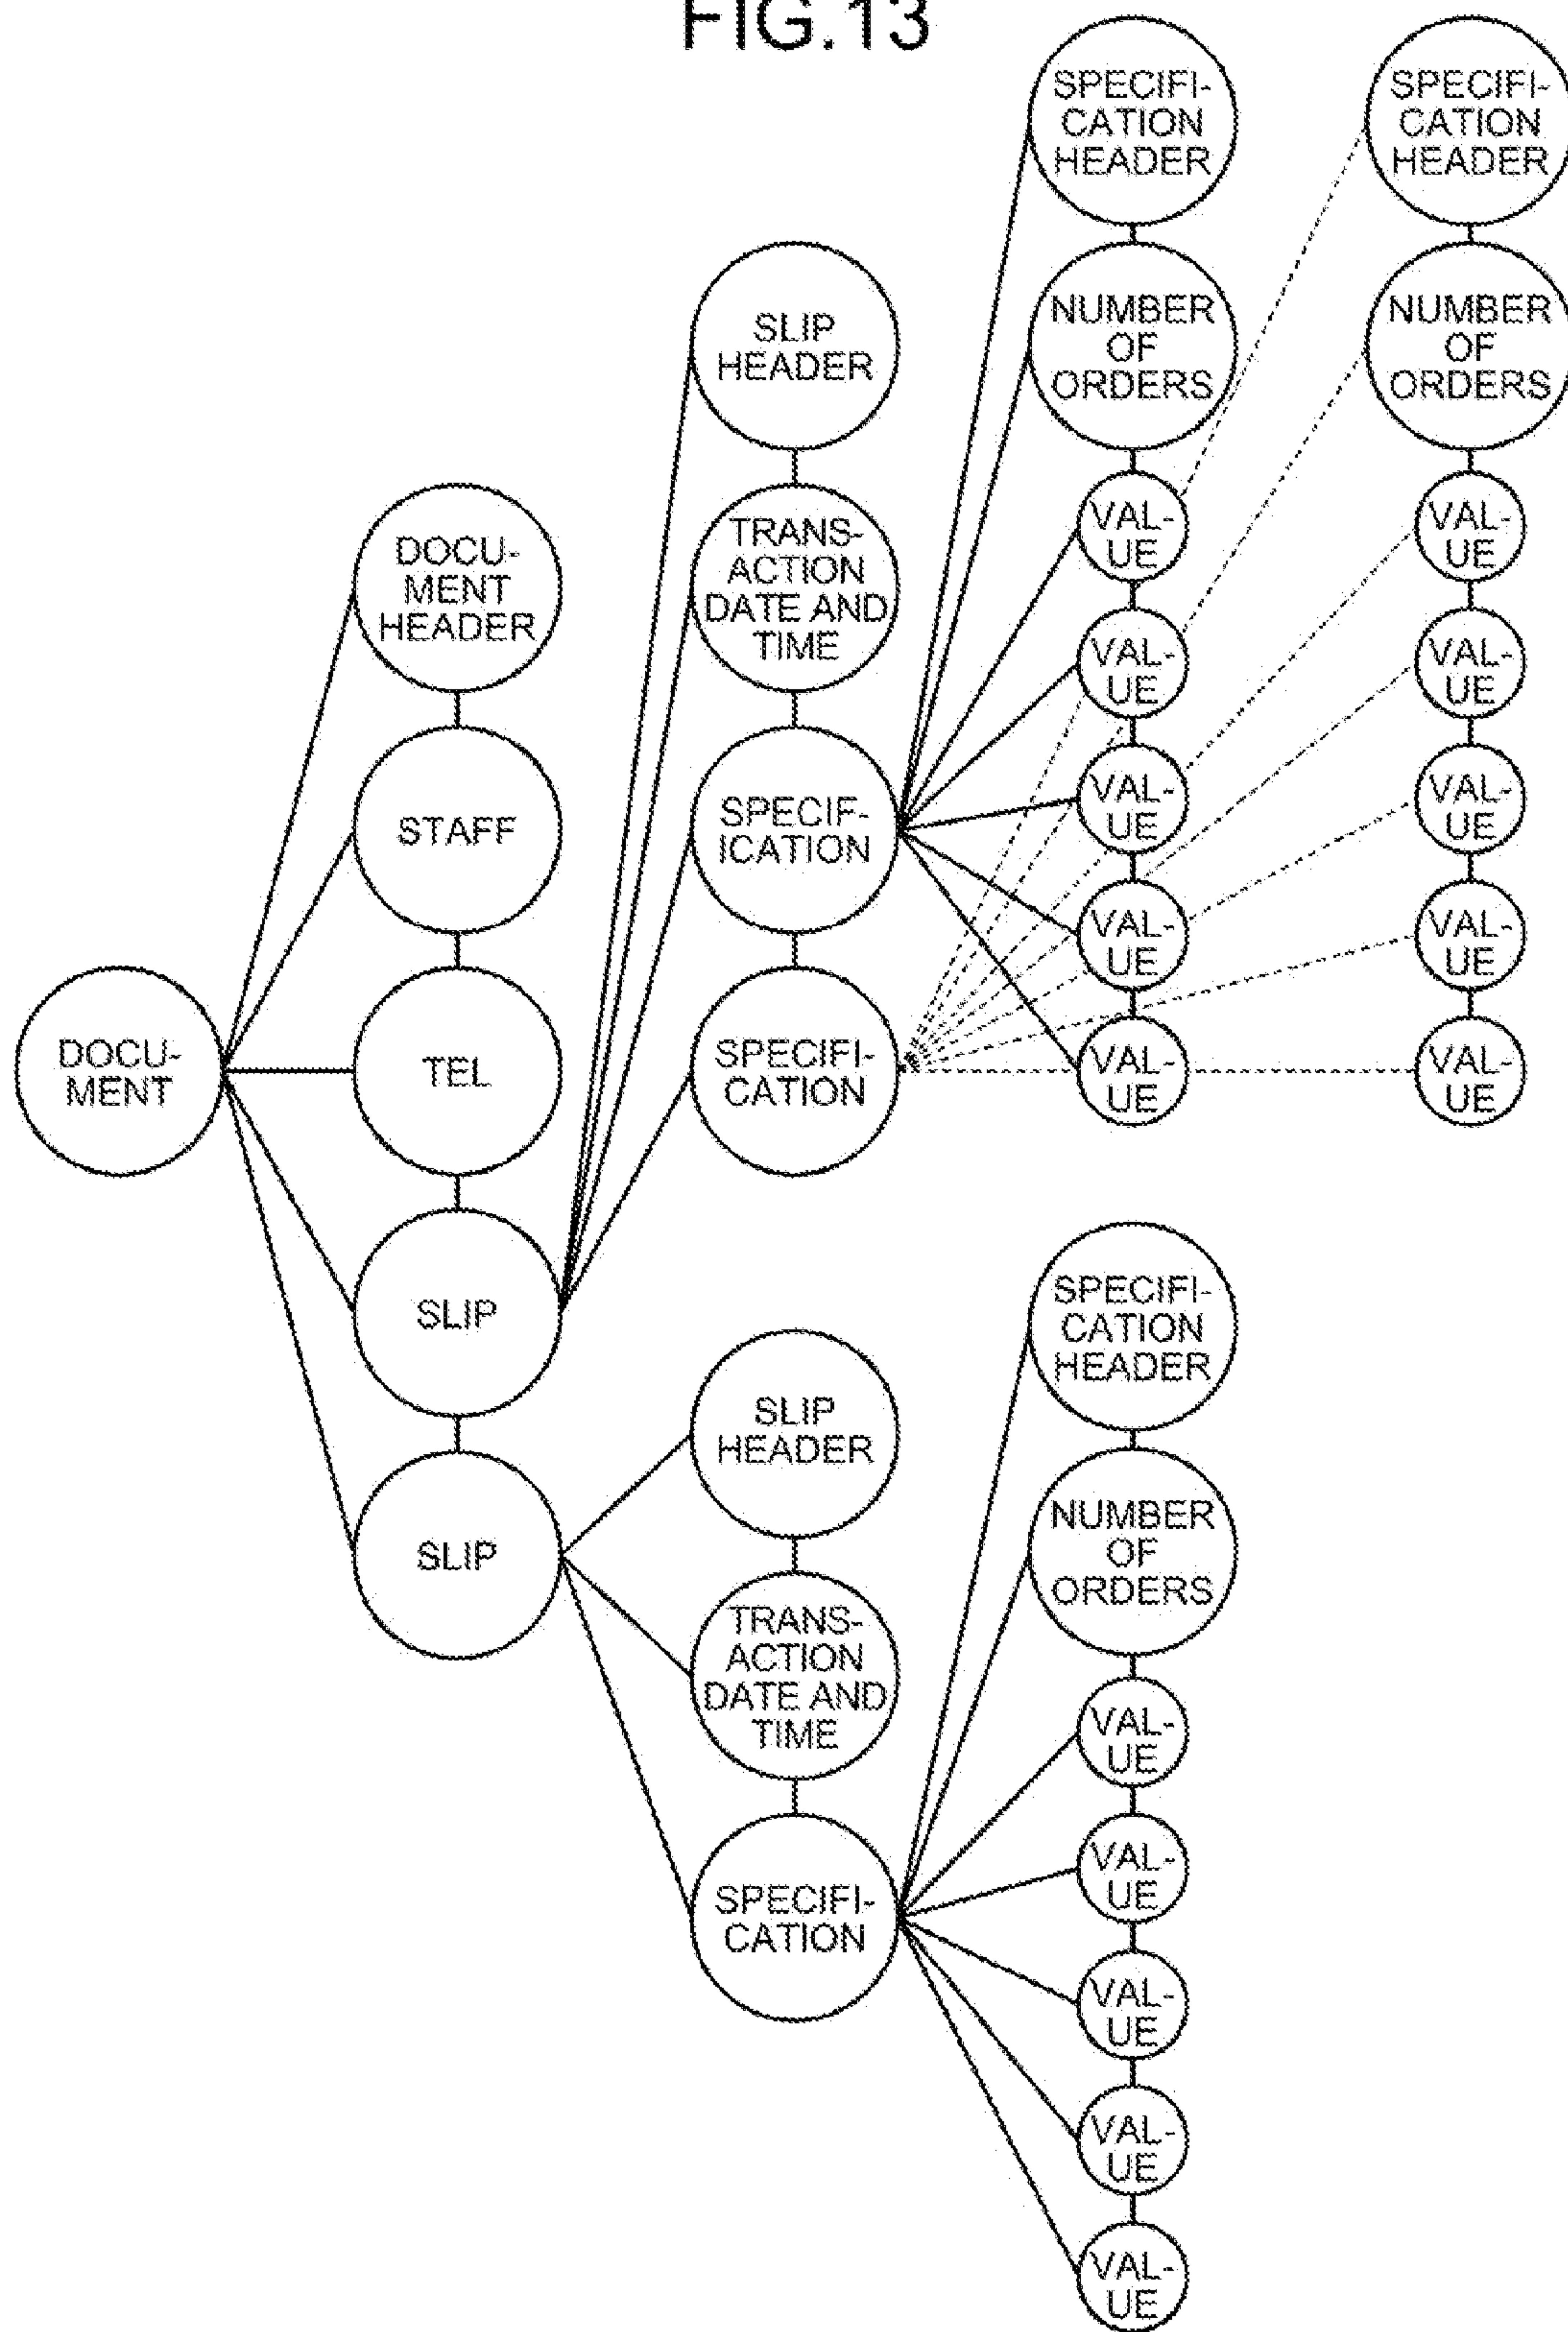 FIG.13
DOCU-
MENT
DOCU-
MENT
HEADER
STAFF
TEL
SLIP
SLIP
SLIP
HEADER
TRANS-
ACTION
DATE AND
TIME
SPECIF-
ICATION
SPECIFI-
CATION
SPECIFI-
CATION
HEADER
NUMBER
OF
ORDERS
VAL-
UE
VAL-
UE
VAL-
UE
VAL-
UE
VAL-
UE
SPECIFI-
CATION
HEADER
NUMBER
OF
ORDERS
VAL-
UE
VAL-
UE
VAL-
UE
VAL-
UE
VAL-
UE
SLIP
HEADER
TRANS-
ACTION
DATE AND
TIME
SPECIFI-
CATION
SPECIFI-
CATION
HEADER
NUMBER
OF
ORDERS
VAL-
UE
VAL-
UE
VAL-
UE
VAL-
UE
VAL-
UE